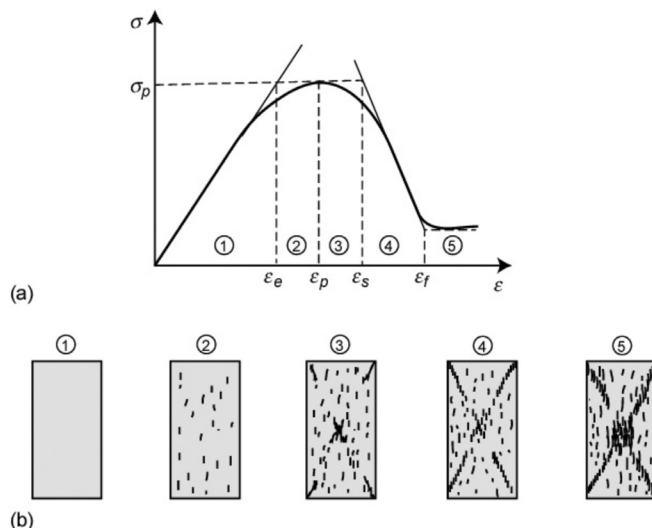 σ
σp
① ② ③ ④ ⑤
εe εp εs εf ε
(a)
① ② ③ ④ ⑤
(b)